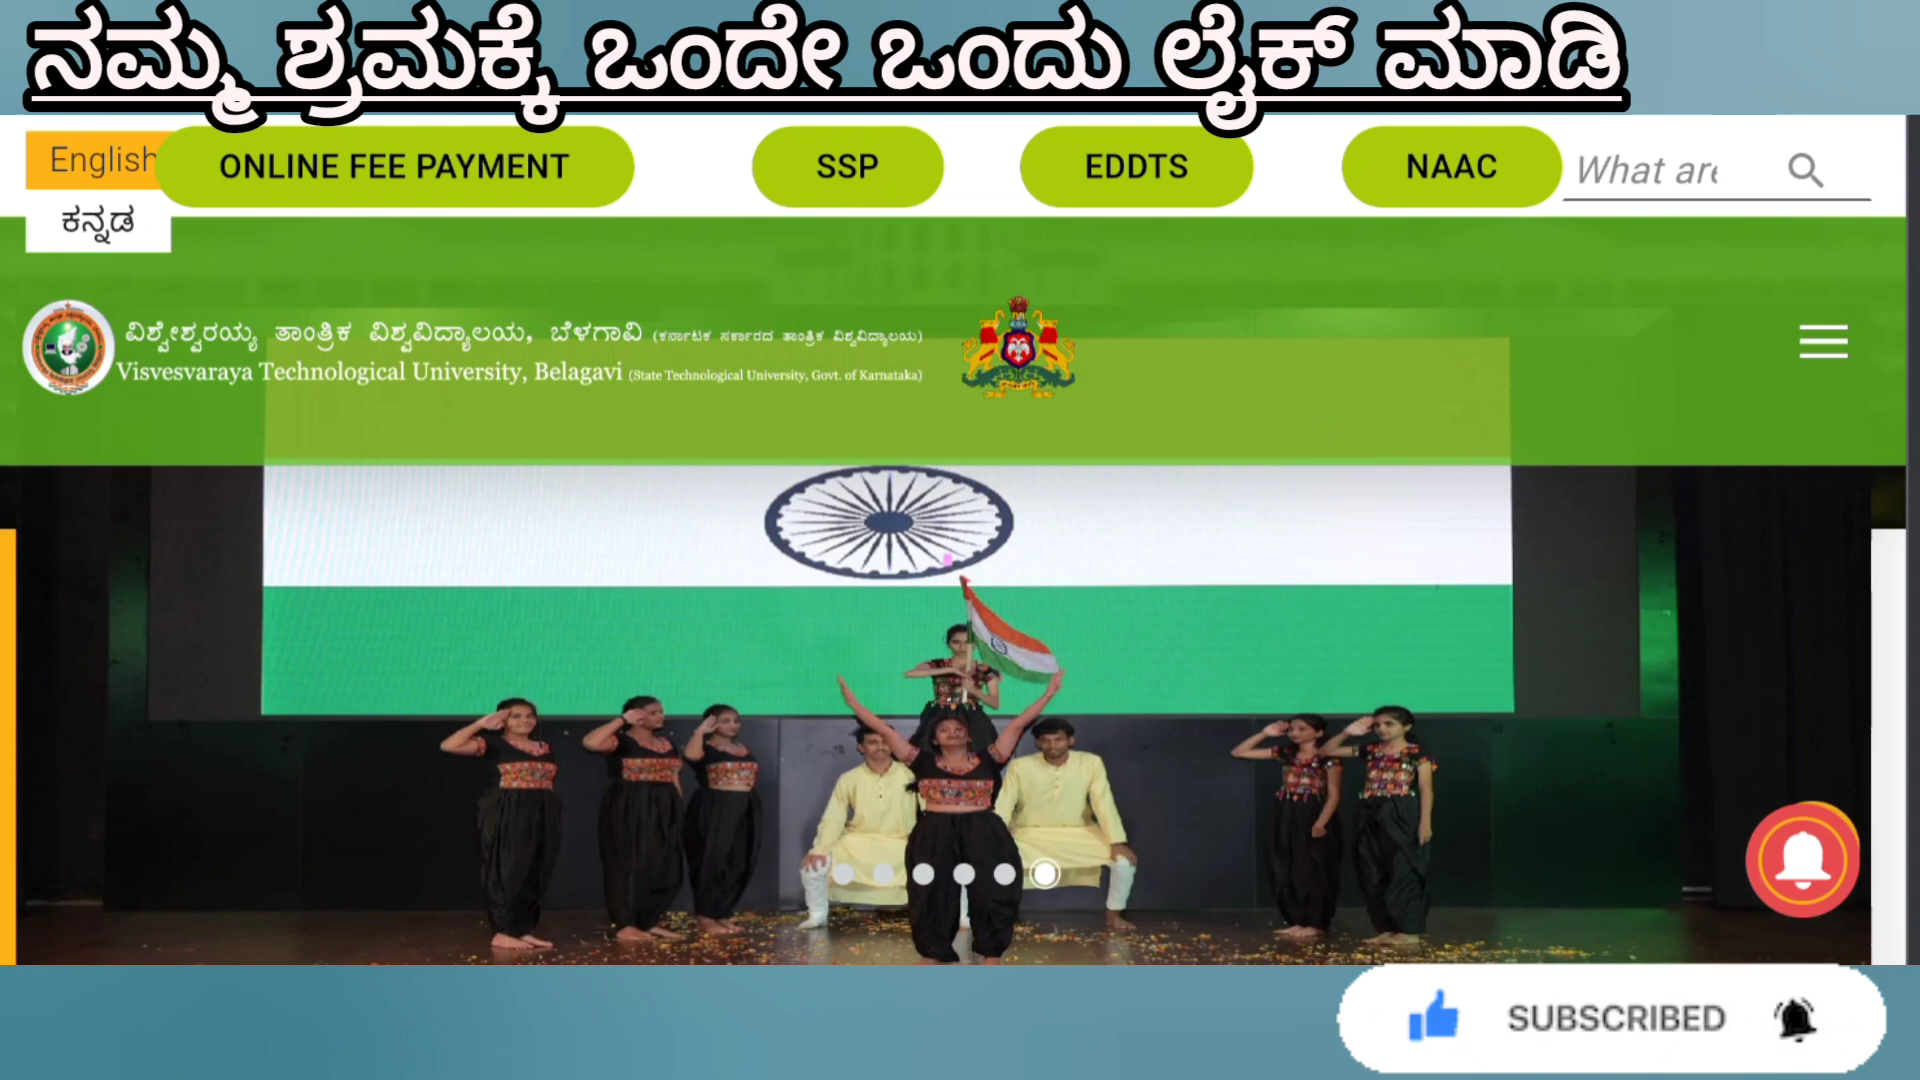 ನಮ್ಮ ಶ್ರಮಕ್ಕೆ ಒಂದೇ ಒಂದು ಲೈಕ್ ಮಾಡಿ
English ONLINE FEE PAYMENT SSP EDDTS NAAC What are
ಕನ್ನಡ
ವಿಶ್ವೇಶ್ವರಯ್ಯ ತಾಂತ್ರಿಕ ವಿಶ್ವವಿದ್ಯಾಲಯ, ಬೆಳಗಾವಿ (ಕರ್ನಾಟಕ ಸರ್ಕಾರದ ತಾಂತ್ರಿಕ ವಿಶ್ವವಿದ್ಯಾಲಯ)
Visvesvaraya Technological University, Belagavi (State Technological University, Govt. of Karnataka)
SUBSCRIBED